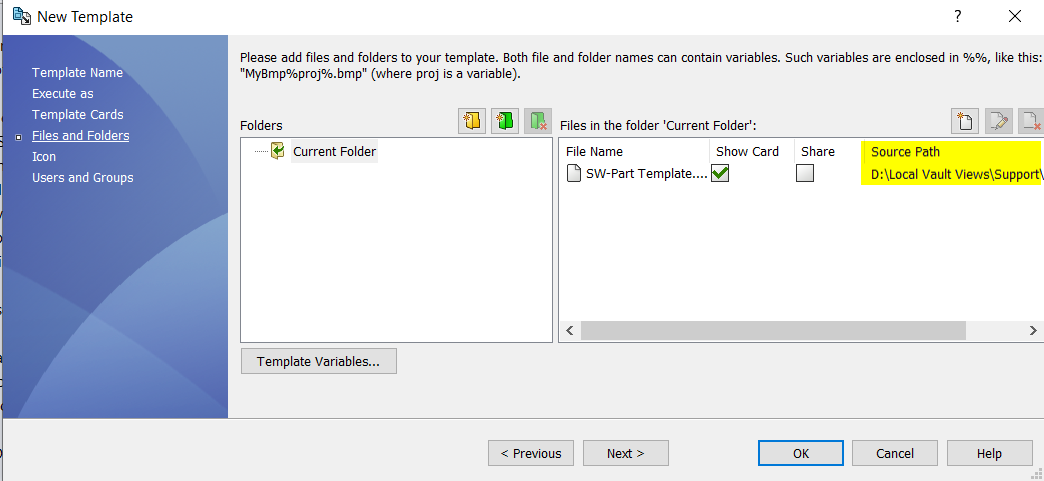 New Template
?
Template Name
Execute as
Template Cards
Files and Folders
Icon
Users and Groups
Please add files and folders to your template. Both file and folder names can contain variables. Such variables are enclosed in %%, like this:
"MyBmp%proj%.bmp" (where proj is a variable).
Folders
Current Folder
Template Variables...
Files in the folder 'Current Folder':
File Name Show Card Share Source Path
SW-Part Template.... D:\Local Vault Views\Support\
< Previous Next > OK Cancel Help